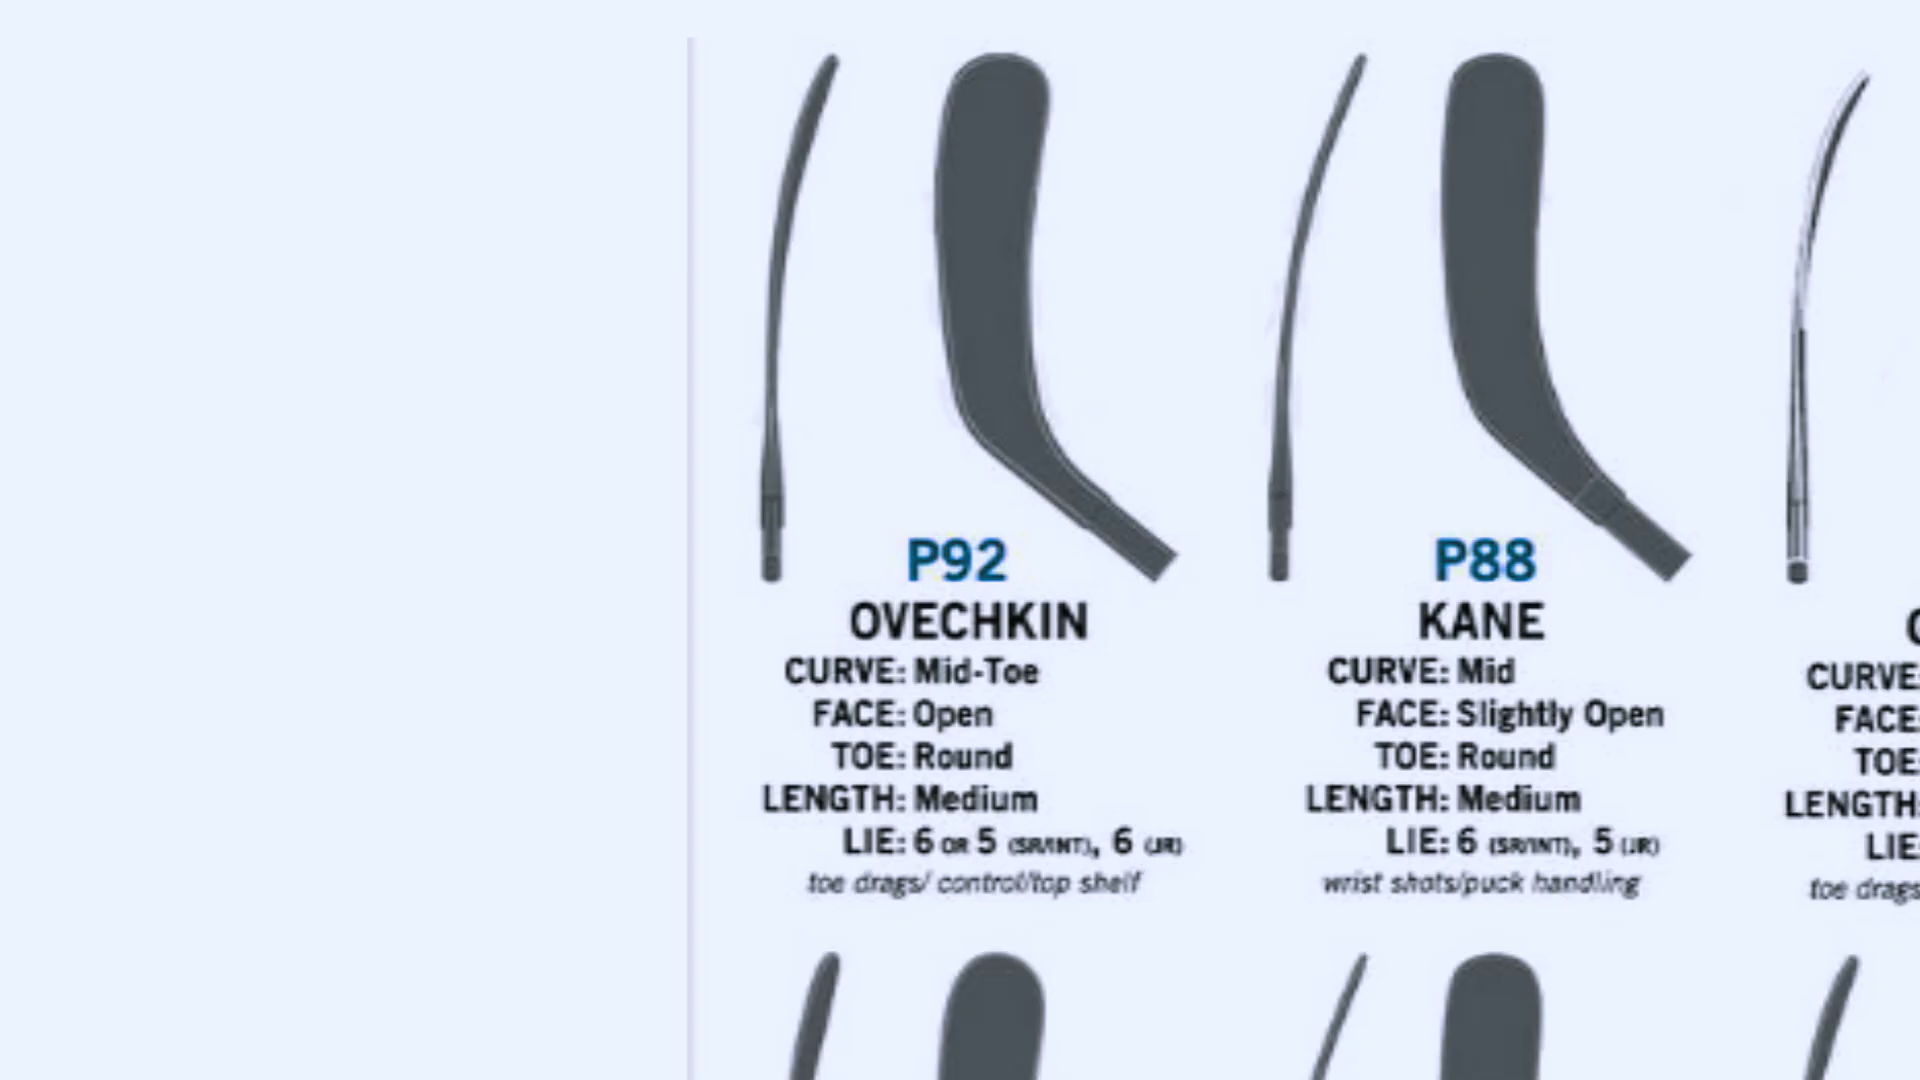 P92
OVECHKIN
CURVE: Mid-Toe
FACE: Open
TOE: Round
LENGTH: Medium
LIE: 6 OR 5 (SR/INT), 6 (JR)
toe drags/ control/top shelf
P88
KANE
CURVE: Mid
FACE: Slightly Open
TOE: Round
LENGTH: Medium
LIE: 6 (SR/INT), 5 (JR)
wrist shots/puck handling
CURVE:
FACE:
TOE:
LENGTH:
LIE:
toe drags